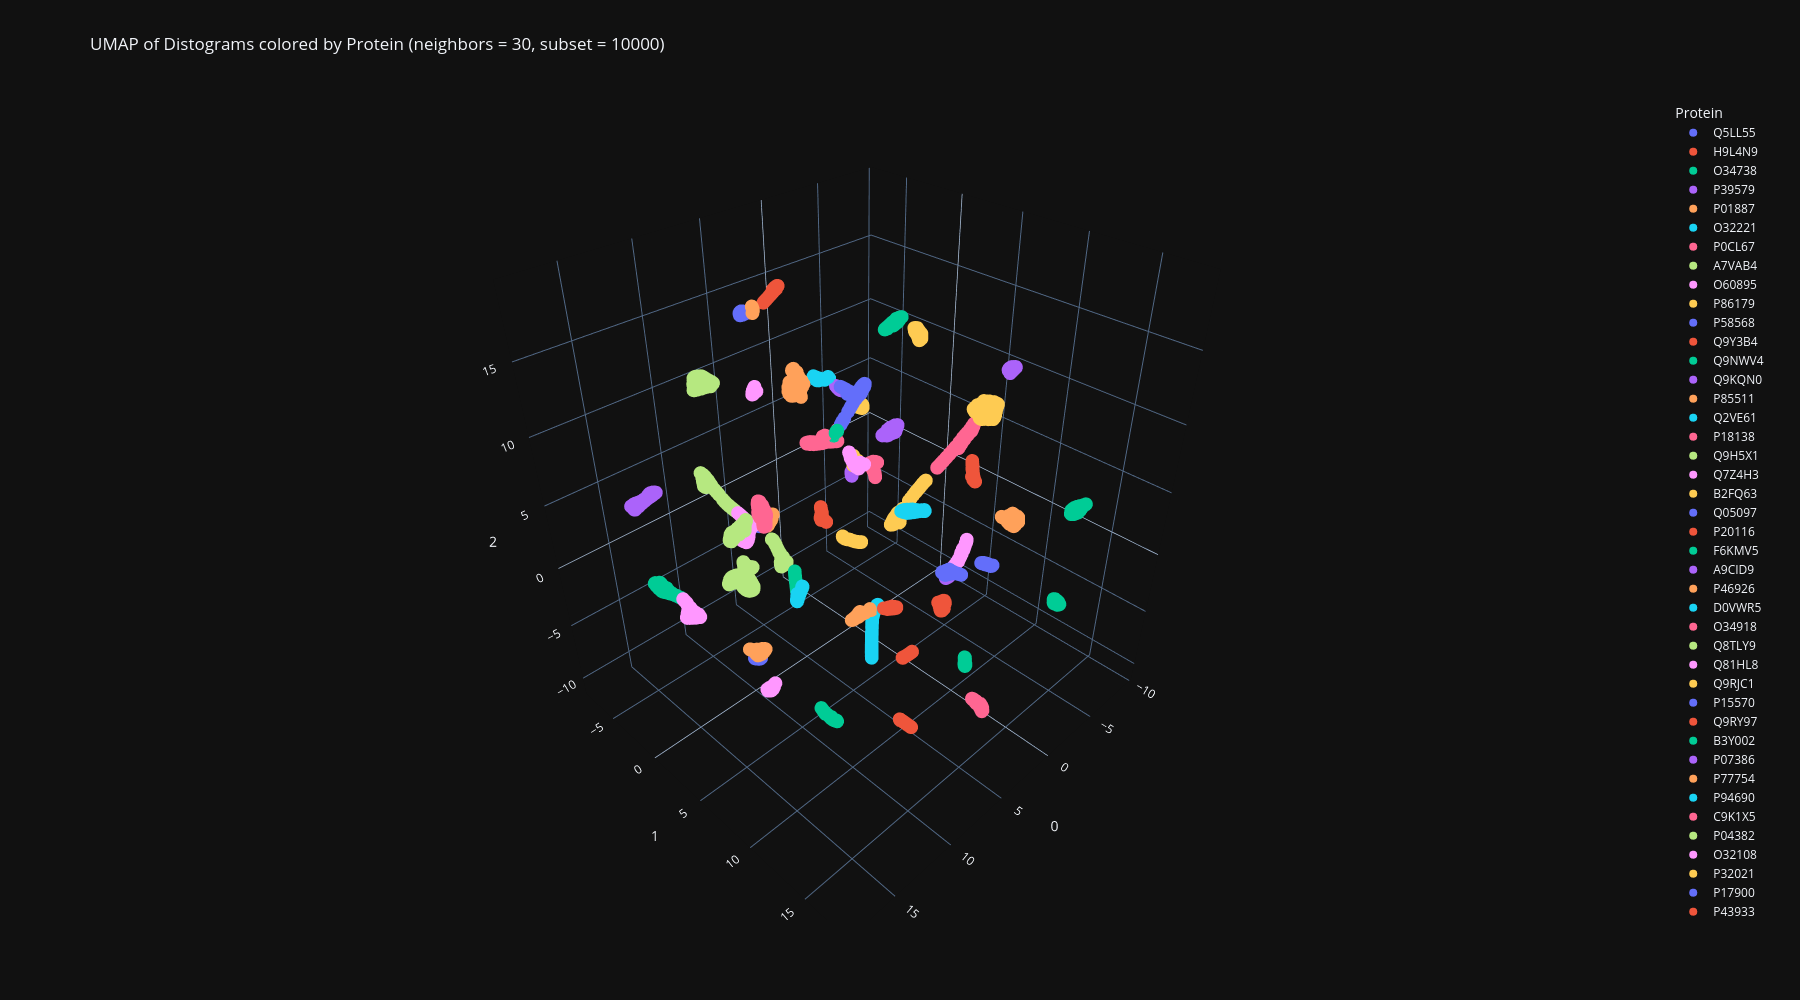 UMAP of Distograms colored by Protein (neighbors = 30, subset = 10000)
Protein
Q5LL55
H9L4N9
O34738
P39579
P01887
O32221
P0CL67
A7VAB4
O60895
P86179
P58568
Q9Y3B4
Q9NWV4
Q9KQN0
P85511
Q2VE61
P18138
Q9H5X1
Q7Z4H3
B2FQ63
Q05097
P20116
F6KMV5
A9CID9
P46926
D0VWR5
O34918
Q8TLY9
Q81HL8
Q9RJC1
P15570
Q9RY97
B3Y002
P07386
P77754
P94690
C9K1X5
P04382
O32108
P32021
P17900
P43933
15
10
5
2
0
−5
−10
−5
0
5
1
10
15
−10
−5
0
5
0
10
15